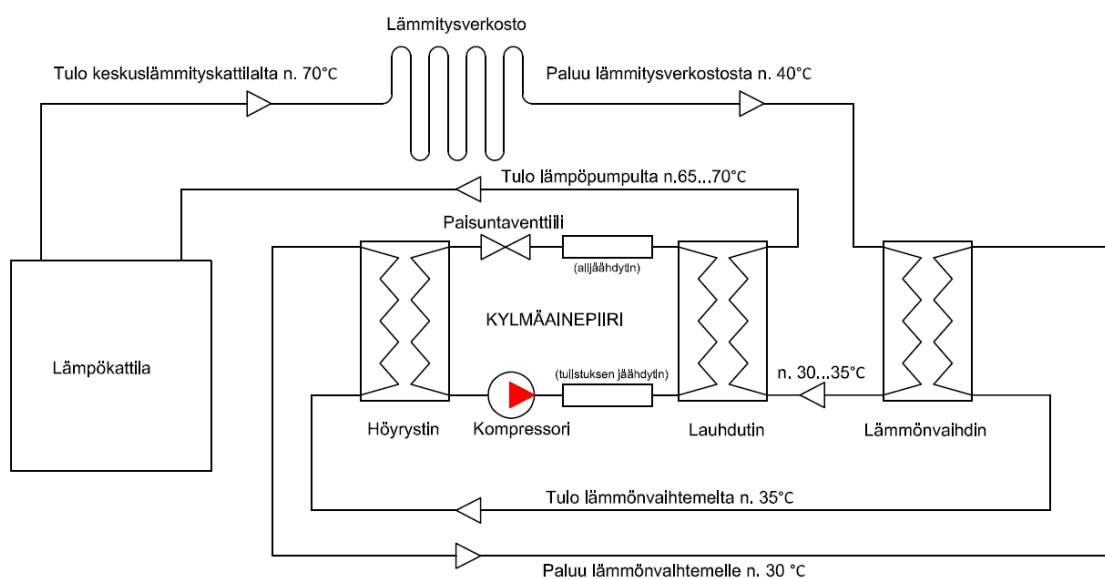 Lämmitysverkosto
Tulo keskuslämmityskattilalta n. 70°C
Paluu lämmitysverkostosta n. 40°C
Tulo lämpöpumpulta n.65...70°C
Paisuntaventtiili
(alijäähdytin)
KYLMÄAINEPIIRI
Lämpökattila
(tulistuksen jäähdytin)
n. 30...35°C
Höyrystin
Kompressori
Lauhdutin
Lämmönvaihdin
Tulo lämmönvaihtemelta n. 35°C
Paluu lämmönvaihtemelle n. 30 °C